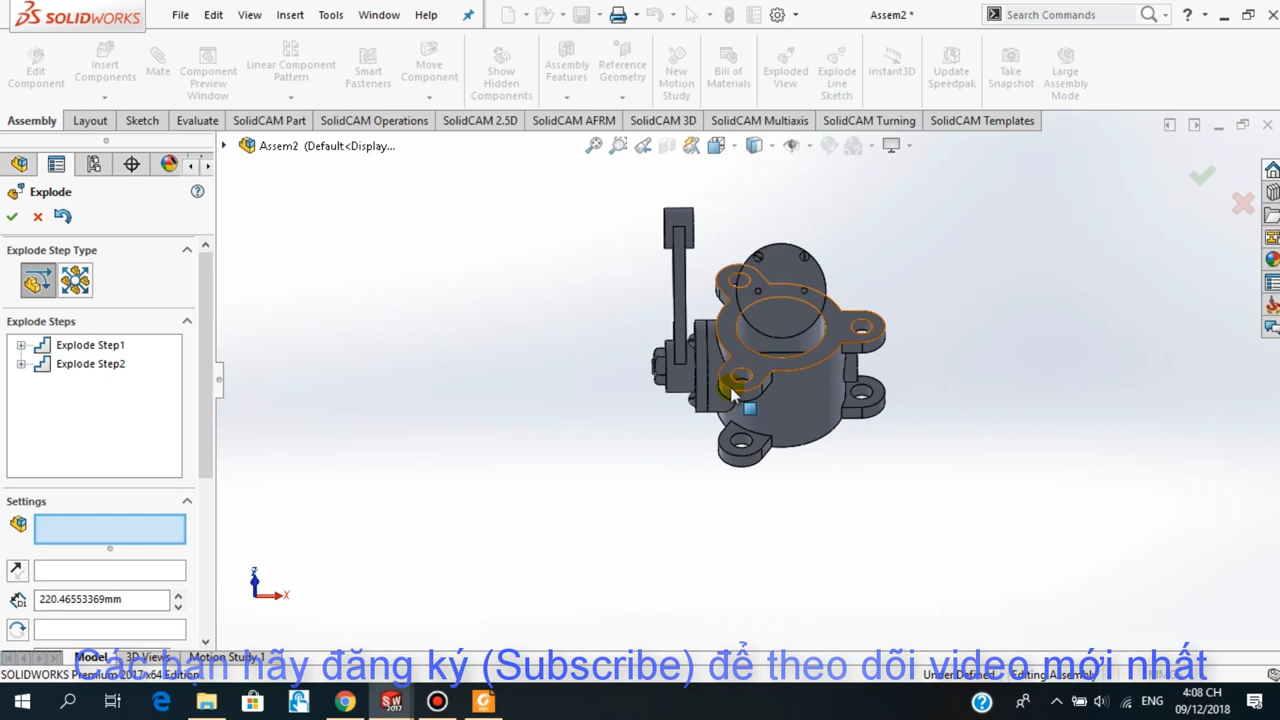 SOLIDWORKS File Edit View Insert Tools Window Help Assem2 * Search Commands
Edit Component
Insert Components
Mate
Component Preview Window
Linear Component Pattern
Smart Fasteners
Move Component
Show Hidden Components
Assembly Features
Reference Geometry
New Motion Study
Bill of Materials
Exploded View
Explode Line Sketch
Instant3D
Update Speedpak
Take Snapshot
Large Assembly Mode
Assembly Layout Sketch Evaluate SolidCAM Part SolidCAM Operations SolidCAM 2.5D SolidCAM AFRM SolidCAM 3D SolidCAM Multiaxis SolidCAM Turning SolidCAM Templates
Assem2 (Default<Display...
Explode
Explode Step Type
Explode Steps
Explode Step1
Explode Step2
Settings
D1 220.46553369mm
Z
X
Model 3D Views Motion Study 1
Các bạn hãy đăng ký (Subscribe) để theo dõi video mới nhất
SOLIDWORKS Premium 2017 x64 Edition Under Defined Editing Assembly
SW 2017
ENG
4:08 CH
09/12/2018